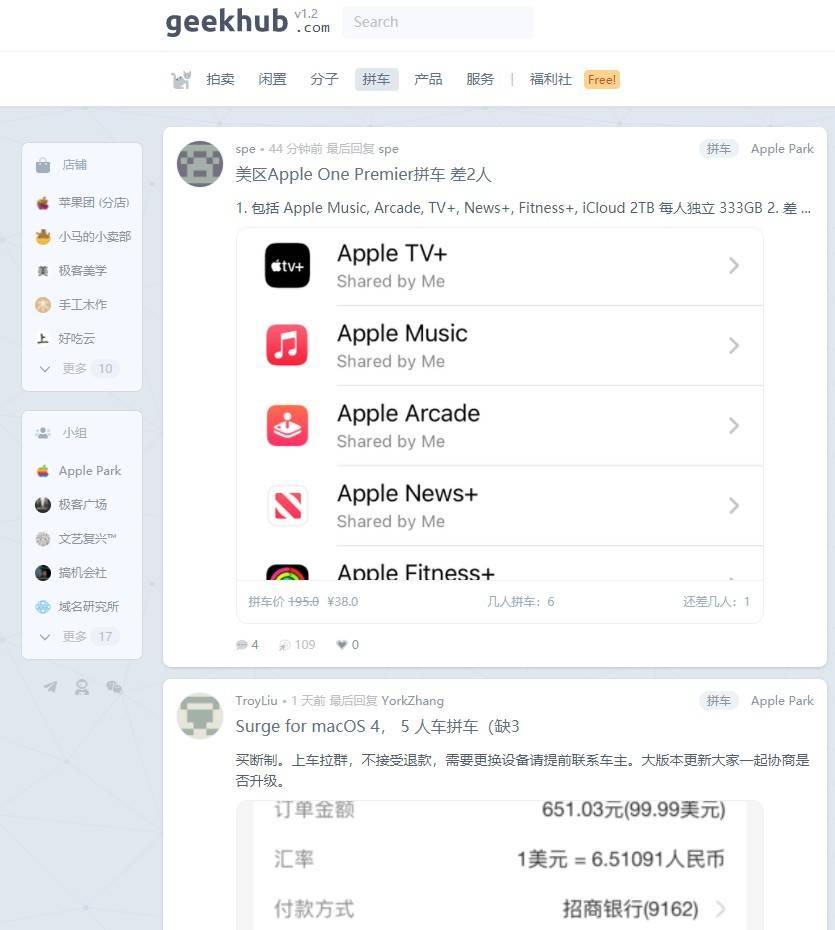 geekhub v1.2 .com
Search
拍卖 闲置 分子 拼车 产品 服务 | 福利社 Free!
店铺
苹果团 (分店)
小马的小卖部
极客美学
手工木作
好吃云
更多 10
小组
Apple Park
极客广场
文艺复兴™
搞机会社
域名研究所
更多 17
spe • 44 分钟前 最后回复 spe 拼车 Apple Park
美区Apple One Premier拼车 差2人
1. 包括 Apple Music, Arcade, TV+, News+, Fitness+, iCloud 2TB 每人独立 333GB 2. 差 ...
tv+
Apple TV+
Shared by Me
Apple Music
Shared by Me
Apple Arcade
Shared by Me
Apple News+
Shared by Me
Apple Fitness+
拼车价 195.0 ¥38.0 几人拼车：6 还差几人：1
4 109 0
TroyLiu • 1 天前 最后回复 YorkZhang 拼车 Apple Park
Surge for macOS 4， 5 人车拼车（缺3
买断制。上车拉群，不接受退款，需要更换设备请提前联系车主。大版本更新大家一起协商是
否升级。
订单金额 651.03元(99.99美元)
汇率 1美元 = 6.51091人民币
付款方式 招商银行(9162)